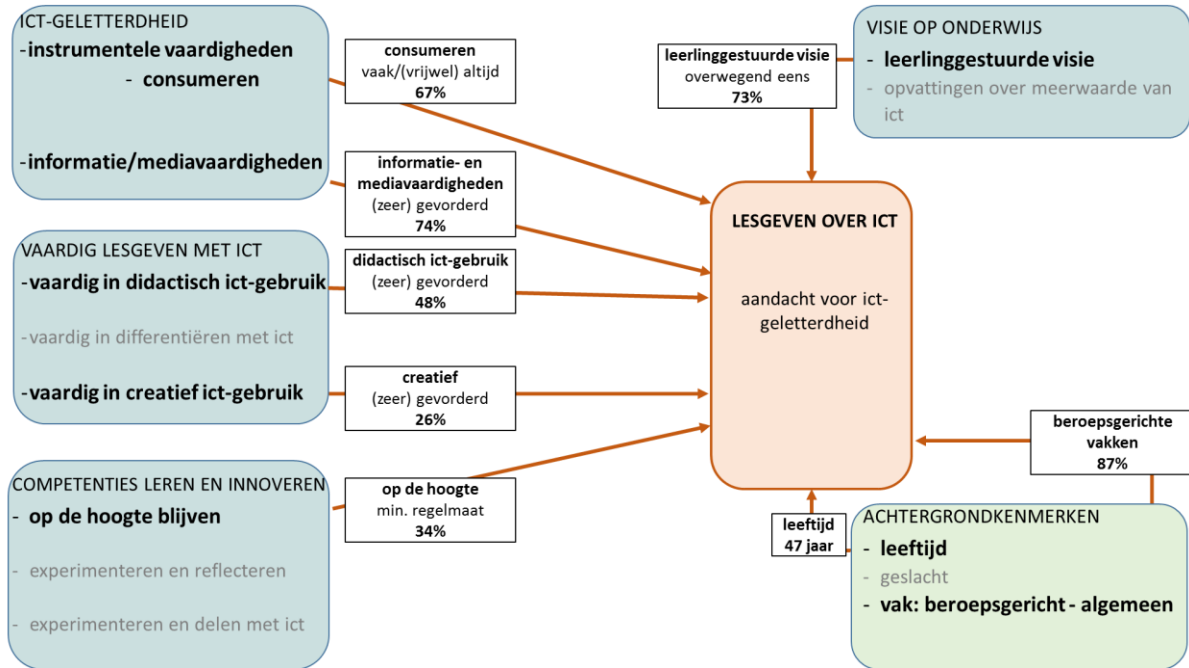 ICT-GELETTERDHEID
-instrumentele vaardigheden
- consumeren
-informatie/mediavaardigheden
consumeren
vaak/(vrijwel) altijd
67%
informatie- en
mediavaardigheden
(zeer) gevorderd
74%
VAARDIG LESGEVEN MET ICT
-vaardig in didactisch ict-gebruik
-vaardig in differentiëren met ict
-vaardig in creatief ict-gebruik
didactisch ict-gebruik
(zeer) gevorderd
48%
creatief
(zeer) gevorderd
26%
COMPETENTIES LEREN EN INNOVEREN
- op de hoogte blijven
- experimenteren en reflecteren
- experimenteren en delen met ict
op de hoogte
min. regelmaat
34%
leerlinggestuurde visie
overwegend eens
73%
VISIE OP ONDERWIJS
- leerlinggestuurde visie
- opvattingen over meerwaarde van
ict
LESGEVEN OVER ICT
aandacht voor ict-
geletterdheid
beroepsgerichte
vakken
87%
leeftijd
47 jaar
ACHTERGRONDKENMERKEN
- leeftijd
- geslacht
- vak: beroepsgericht - algemeen